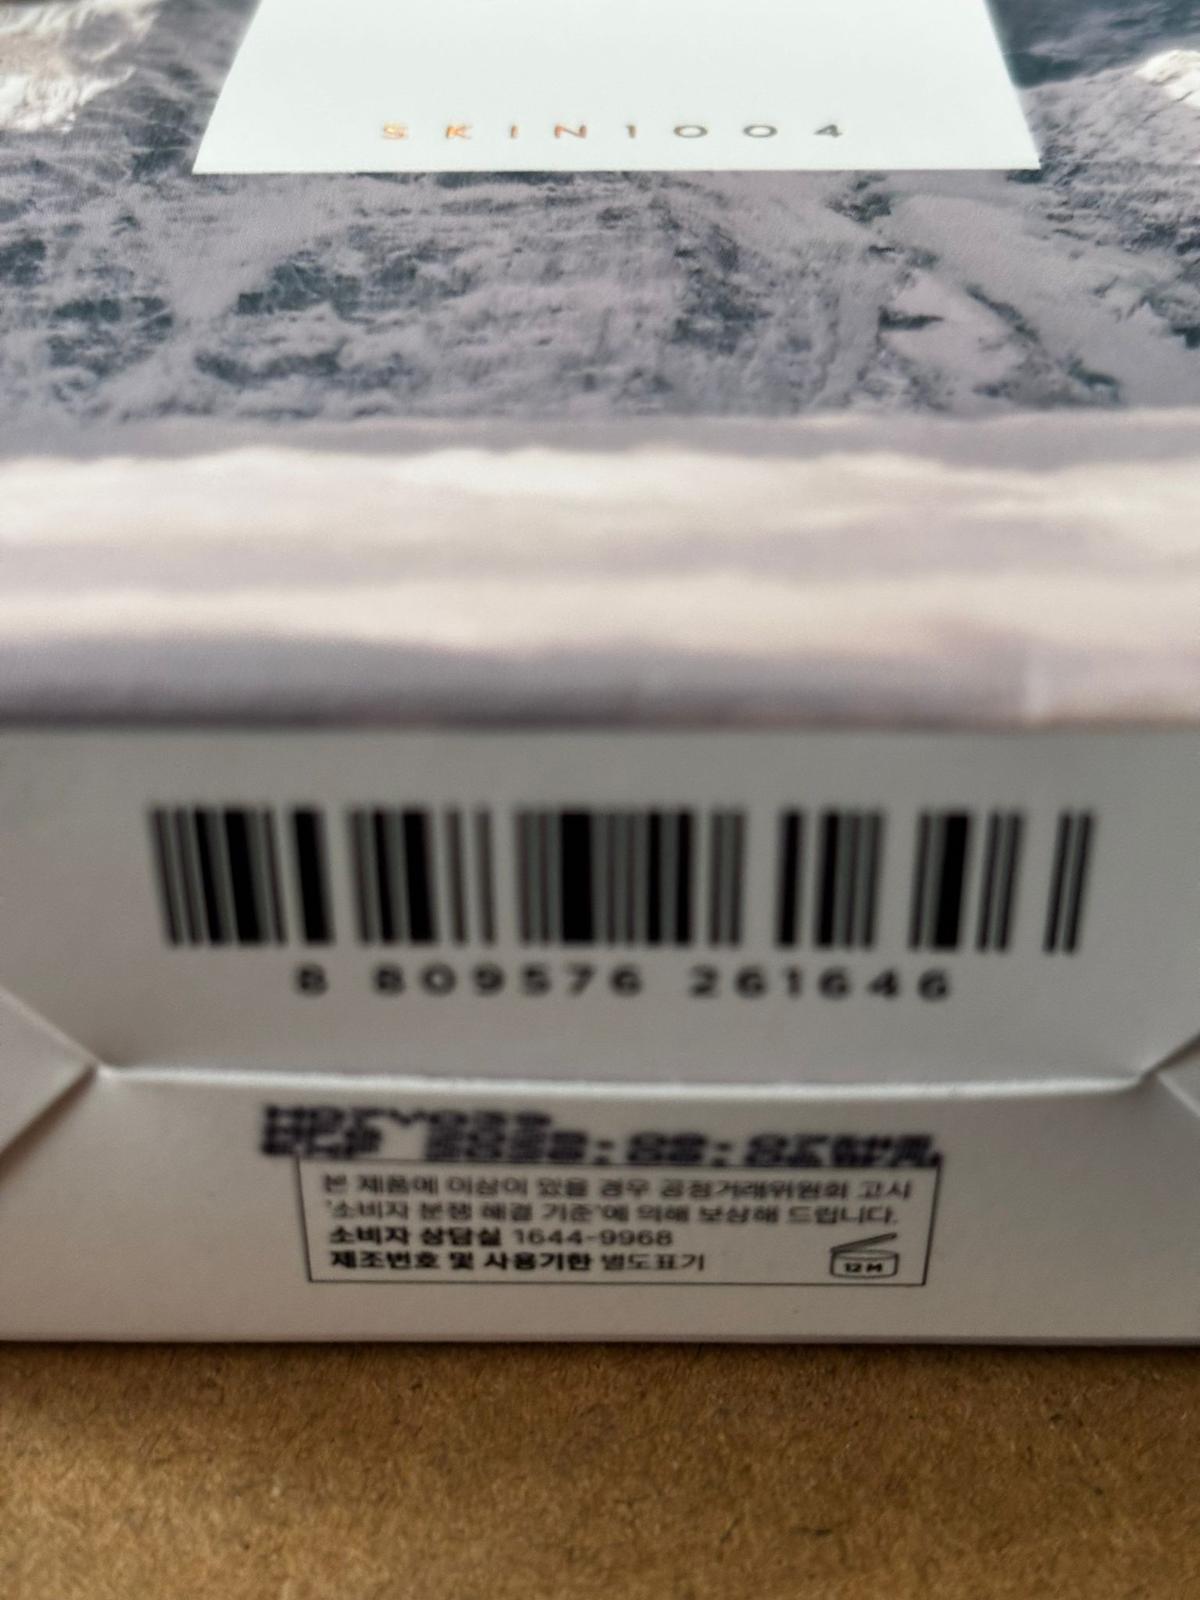 SKIN1004
8 809576 261646
본 제품에 이상이 있을 경우 공정거래위원회 고시
'소비자 분쟁 해결 기준'에 의해 보상해 드립니다.
소비자 상담실 1644-9968
제조번호 및 사용기한 별도표기
12M